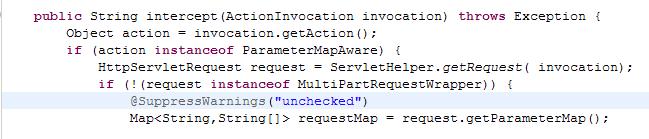 public String intercept(ActionInvocation invocation) throws Exception {
Object action = invocation.getAction();
if (action instanceof ParameterMapAware) {
HttpServletRequest request = ServletHelper.getRequest( invocation);
if (!(request instanceof MultiPartRequestWrapper)) {
@SuppressWarnings("unchecked")
Map<String,String[]> requestMap = request.getParameterMap();